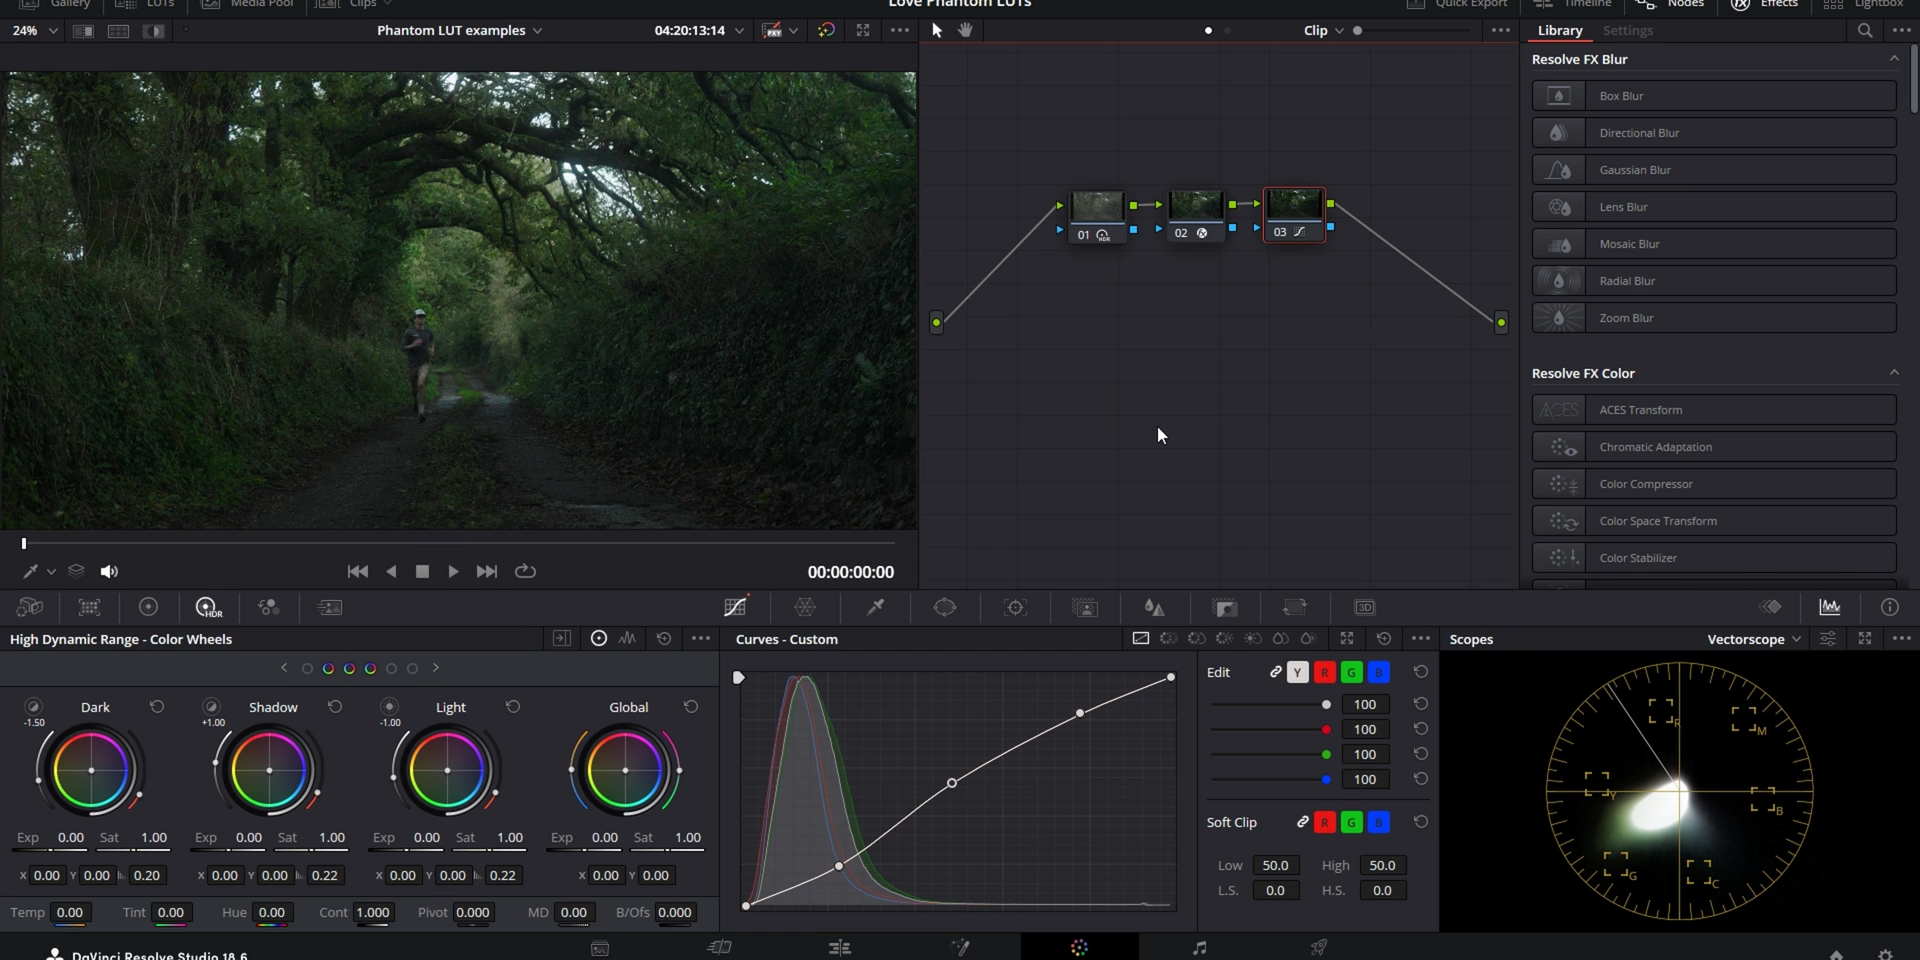 Gallery
LUTs
Media Pool
Clips
Love Phantom LUTs
Quick Export
Timeline
Nodes
Effects
Lightbox
24%
Phantom LUT examples
04:20:13:14
PXY
Clip
Library
Settings
Resolve FX Blur
Box Blur
Directional Blur
Gaussian Blur
Lens Blur
Mosaic Blur
Radial Blur
Zoom Blur
Resolve FX Color
ACES
ACES Transform
Chromatic Adaptation
Color Compressor
Color Space Transform
Color Stabilizer
01
HDR
02
03
00:00:00:00
HDR
3D
High Dynamic Range - Color Wheels
Curves - Custom
Scopes
Vectorscope
Dark
Shadow
Light
Global
-1.50
+1.00
-1.00
Exp 0.00 Sat 1.00
Exp 0.00 Sat 1.00
Exp 0.00 Sat 1.00
Exp 0.00 Sat 1.00
X 0.00 Y 0.00 0.20
X 0.00 Y 0.00 0.22
X 0.00 Y 0.00 0.22
X 0.00 Y 0.00
Temp 0.00 Tint 0.00 Hue 0.00 Cont 1.000 Pivot 0.000 MD 0.00 B/Ofs 0.000
Edit Y R G B
100
100
100
100
Soft Clip R G B
Low 50.0 High 50.0
L.S. 0.0 H.S. 0.0
R
M
Y
B
G
C
DaVinci Resolve Studio 18.6